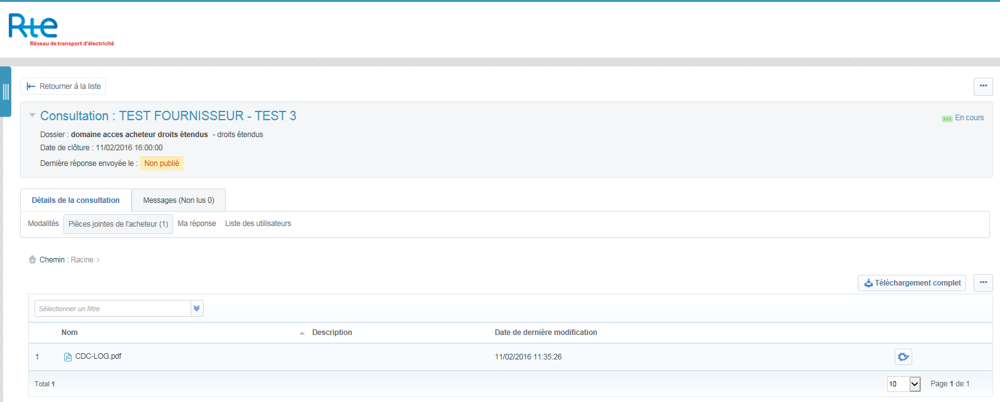 Rte
Réseau de transport d'électricité
Retourner à la liste
Consultation : TEST FOURNISSEUR - TEST 3
En cours
Dossier : domaine acces acheteur droits étendus - droits étendus
Date de clôture : 11/02/2016 16:00:00
Dernière réponse envoyée le : Non publié
Détails de la consultation Messages (Non lus 0)
Modalités Pièces jointes de l'acheteur (1) Ma réponse Liste des utilisateurs
Chemin : Racine
Téléchargement complet
Sélectionner un filtre
Nom Description Date de dernière modification
1 CDC-LOG.pdf 11/02/2016 11:35:26
Total 1 10 Page 1 de 1